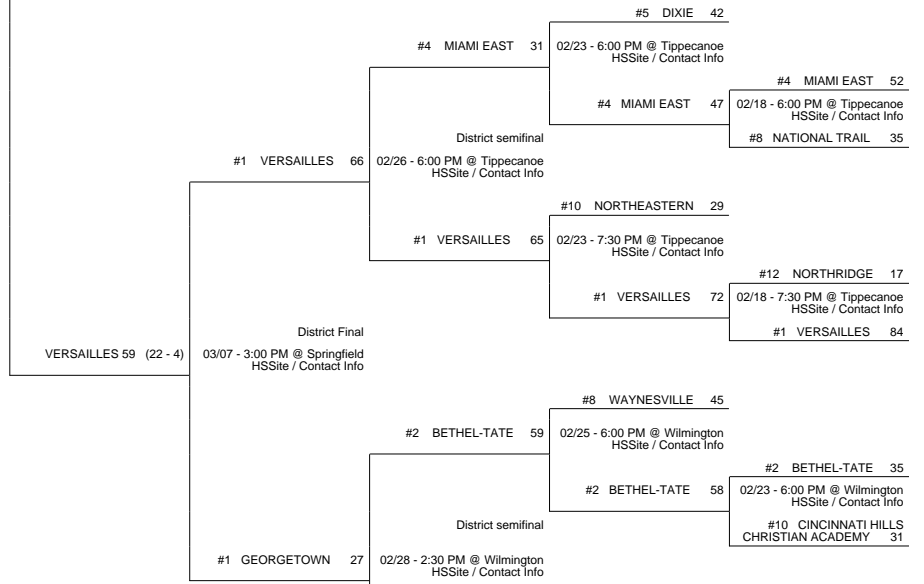 #5 DIXIE 42
#4 MIAMI EAST 31
02/23 - 6:00 PM @ Tippecanoe
HSSite / Contact Info
#4 MIAMI EAST 52
#4 MIAMI EAST 47
02/18 - 6:00 PM @ Tippecanoe
HSSite / Contact Info
District semifinal
#8 NATIONAL TRAIL 35
#1 VERSAILLES 66
02/26 - 6:00 PM @ Tippecanoe
HSSite / Contact Info
#10 NORTHEASTERN 29
#1 VERSAILLES 65
02/23 - 7:30 PM @ Tippecanoe
HSSite / Contact Info
#12 NORTHRIDGE 17
#1 VERSAILLES 72
02/18 - 7:30 PM @ Tippecanoe
HSSite / Contact Info
District Final
#1 VERSAILLES 84
VERSAILLES 59 (22 - 4)
03/07 - 3:00 PM @ Springfield
HSSite / Contact Info
#8 WAYNESVILLE 45
#2 BETHEL-TATE 59
02/25 - 6:00 PM @ Wilmington
HSSite / Contact Info
#2 BETHEL-TATE 35
#2 BETHEL-TATE 58
02/23 - 6:00 PM @ Wilmington
HSSite / Contact Info
District semifinal
#10 CINCINNATI HILLS
CHRISTIAN ACADEMY 31
#1 GEORGETOWN 27
02/28 - 2:30 PM @ Wilmington
HSSite / Contact Info